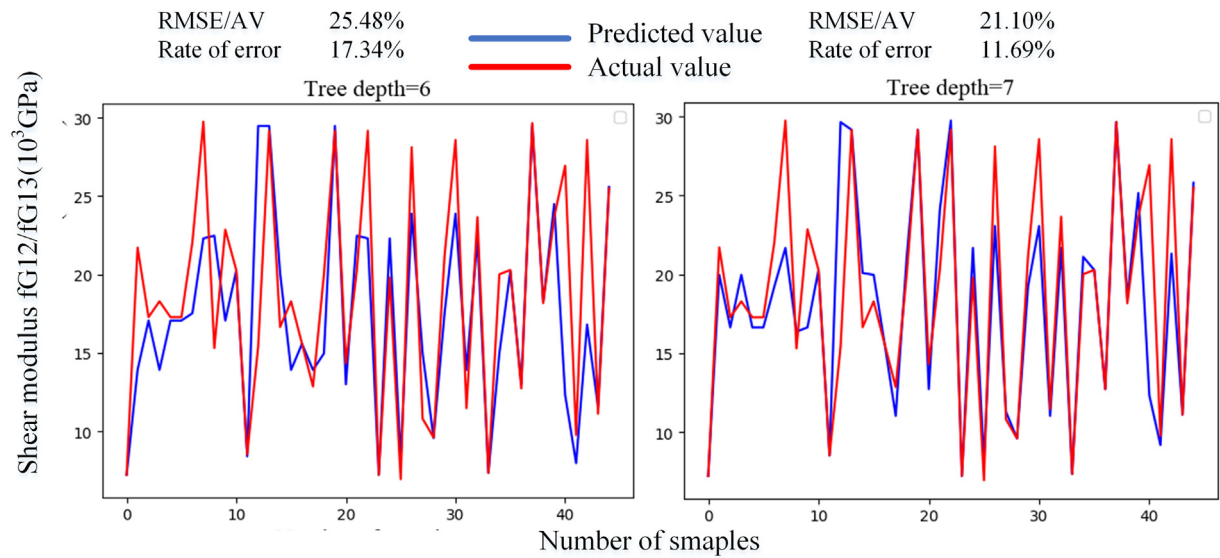 RMSE/AV 25.48%
Rate of error 17.34%
Predicted value
Actual value
RMSE/AV 21.10%
Rate of error 11.69%
Shear modulus fG12/fG13(10³GPa)
Tree depth=6
30
25
20
15
10
0 10 20 30 40
Tree depth=7
30
25
20
15
10
0 10 20 30 40
Number of smaples